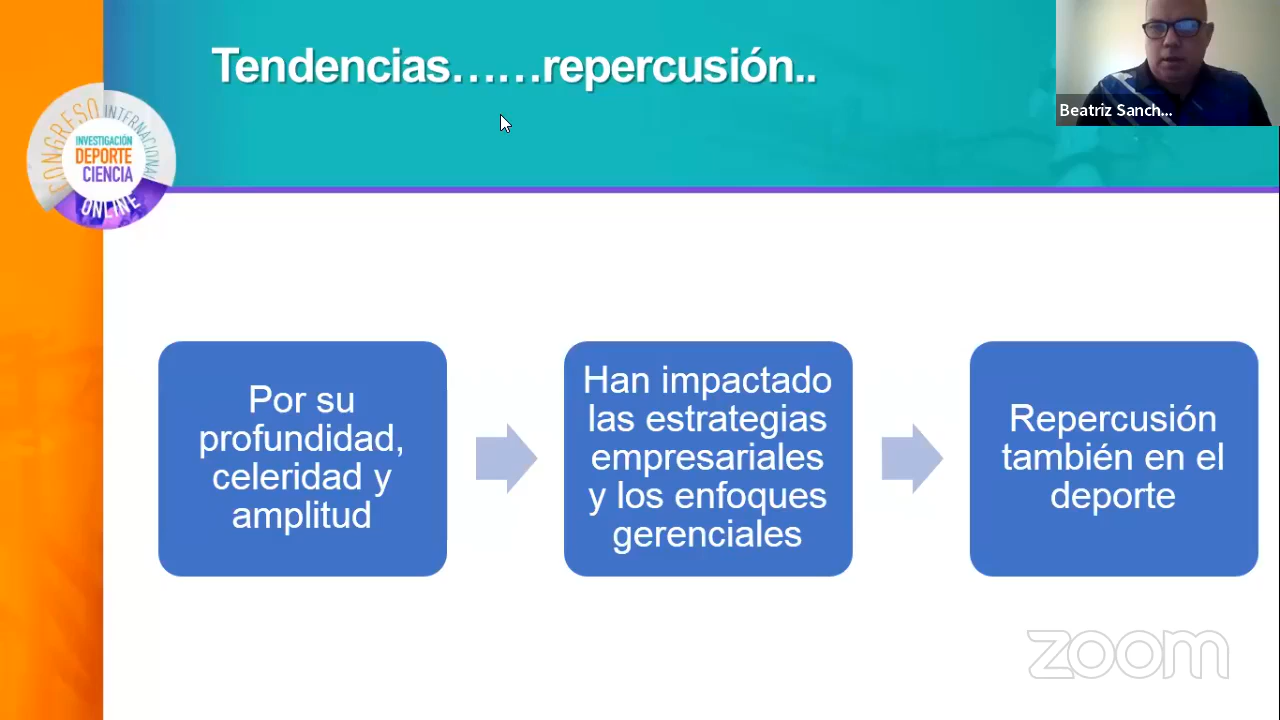 Tendencias……repercusión..
Beatriz Sanch...
CONGRESO INTERNACIONAL
INVESTIGACIÓN
DEPORTE
CIENCIA
ONLINE
Por su
profundidad,
celeridad y
amplitud
Han impactado
las estrategias
empresariales
y los enfoques
gerenciales
Repercusión
también en el
deporte
zoom